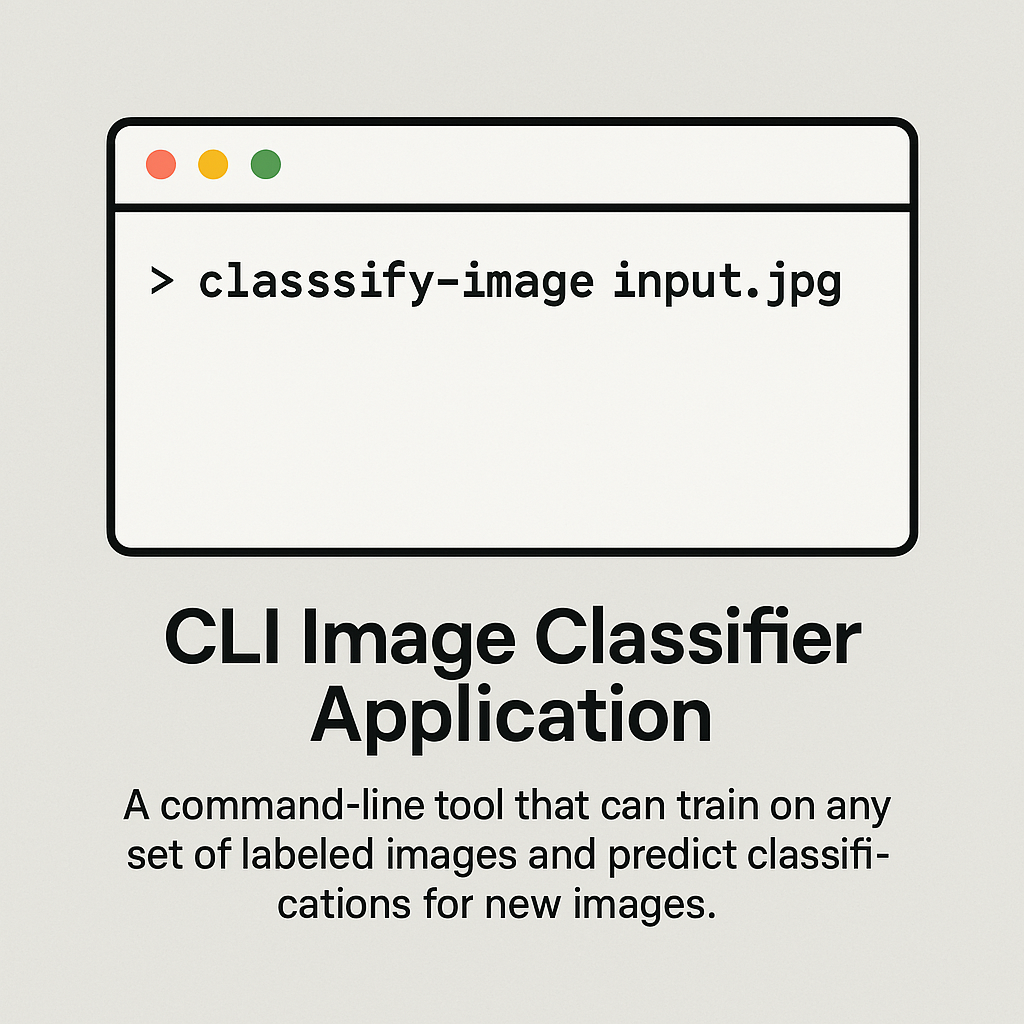 > classsify-image input.jpg
CLI Image Classifier
Application
A command-line tool that can train on any
set of labeled images and predict classifi-
cations for new images.